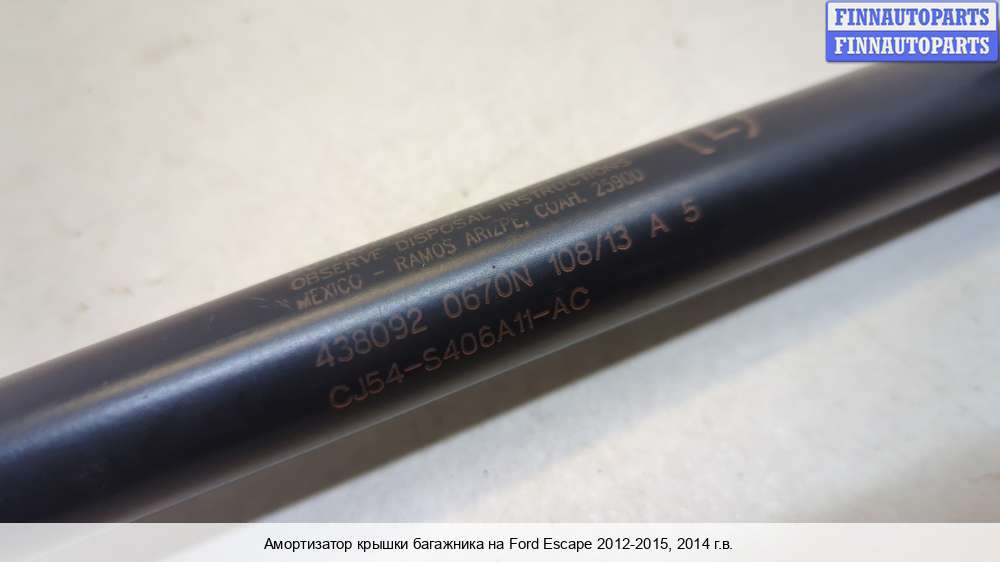 FINNAUTOPARTS
FINNAUTOPARTS
OBSERVE DISPOSAL INSTRUCTIONS
MEXICO - RAMOS ARIZPE, COAH. 25900
438092 0670N 108/13 A 5
CJ54-S406A11-AC
Амортизатор крышки багажника на Ford Escape 2012-2015, 2014 г.в.